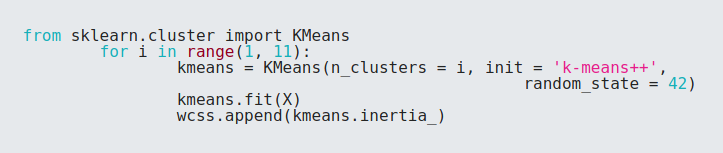 from sklearn.cluster import KMeans
for i in range(1, 11):
kmeans = KMeans(n_clusters = i, init = 'k-means++',
random_state = 42)
kmeans.fit(X)
wcss.append(kmeans.inertia_)